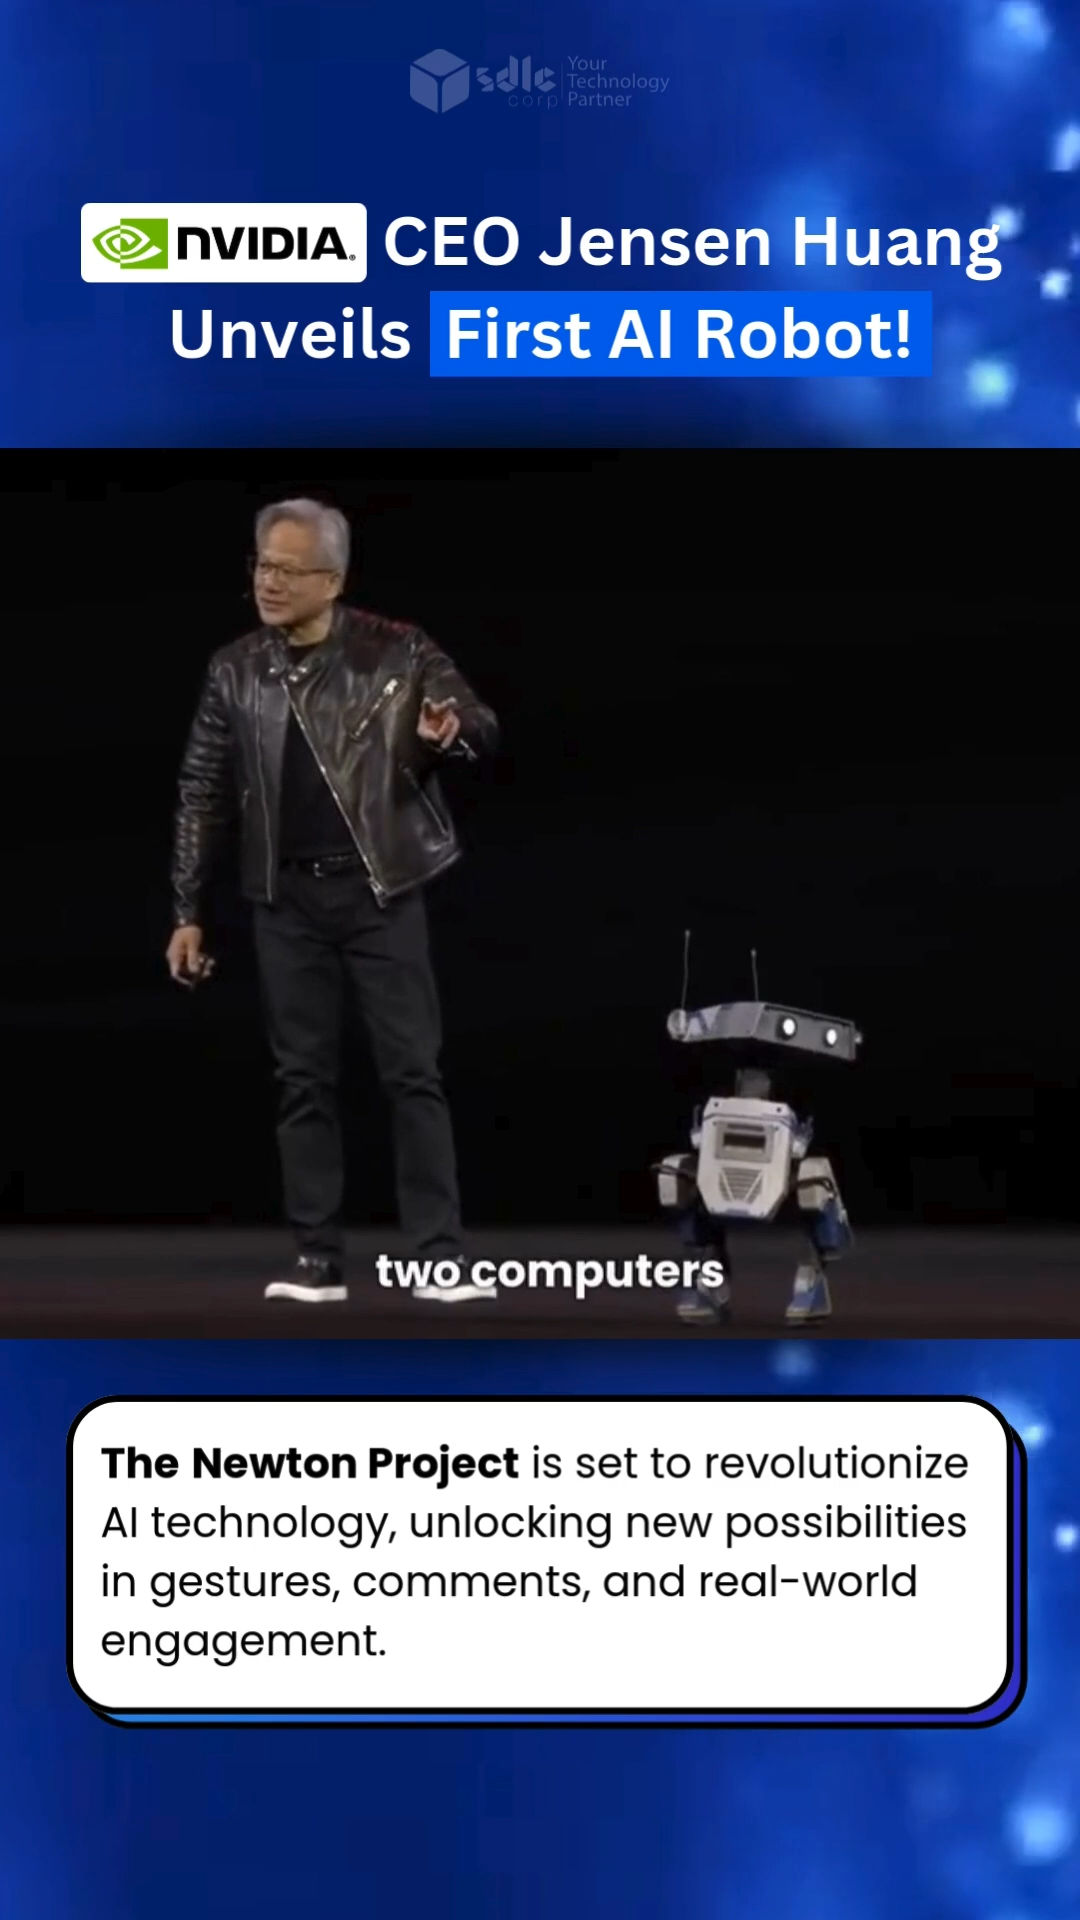 sdlc corp
Your
Technology
Partner
NVIDIA. CEO Jensen Huang
Unveils First AI Robot!
two computers
The Newton Project is set to revolutionize
AI technology, unlocking new possibilities
in gestures, comments, and real-world
engagement.